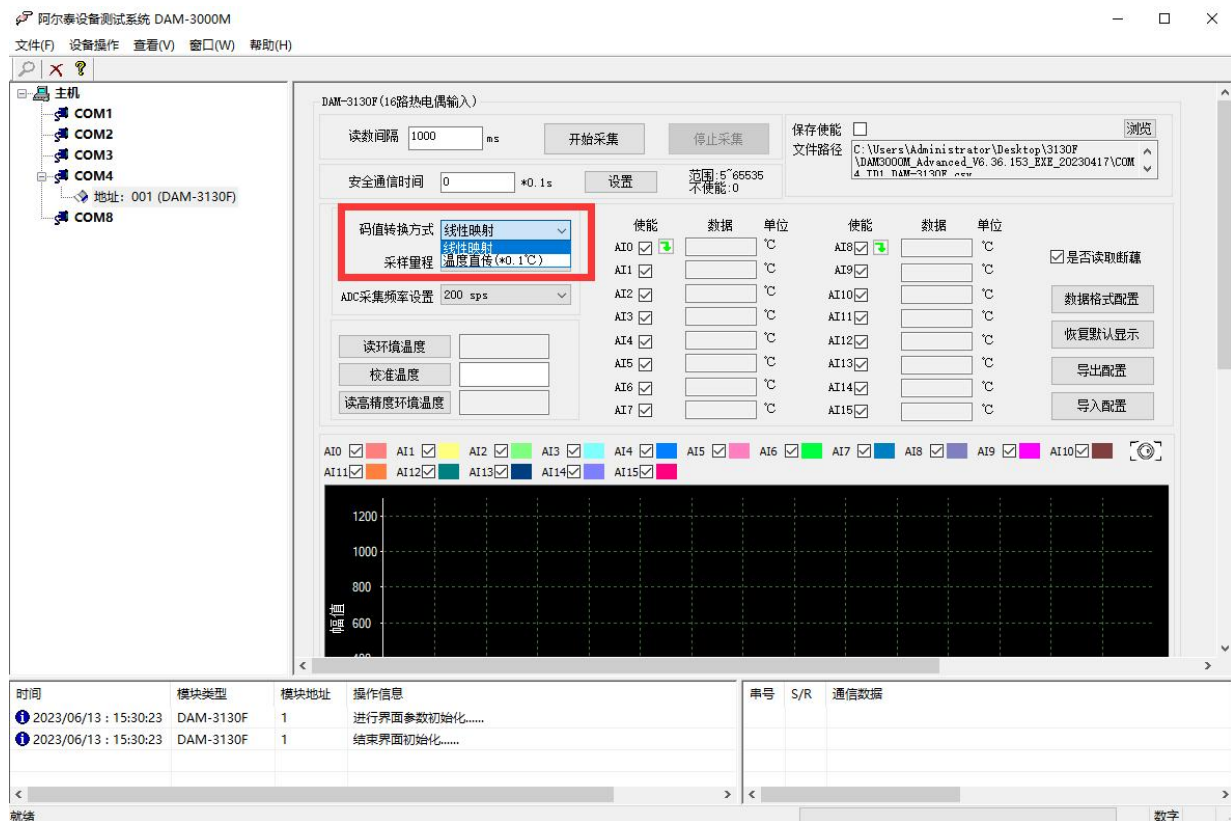 阿尔泰设备测试系统 DAM-3000M
文件(F) 设备操作 查看(V) 窗口(W) 帮助(H)
主机
COM1
COM2
COM3
COM4
地址：001 (DAM-3130F)
COM8
DAM-3130F(16路热电偶输入)
读数间隔 1000 ms 开始采集 停止采集
安全通信时间 0 *0.1s 设置 范围:5~65535
不使能:0
保存使能 浏览
文件路径 C:\Users\Administrator\Desktop\3130F
\DAM3000M_Advanced_V6.36.153_EXE_20230417\COM
4_ID1_DAM-3130F.csv
码值转换方式 线性映射
线性映射
采样量程 温度直传(*0.1℃)
ADC采集频率设置 200 sps
读环境温度
校准温度
读高精度环境温度
使能 数据 单位 使能 数据 单位
AI0 ℃ AI8 ℃
AI1 ℃ AI9 ℃
AI2 ℃ AI10 ℃
AI3 ℃ AI11 ℃
AI4 ℃ AI12 ℃
AI5 ℃ AI13 ℃
AI6 ℃ AI14 ℃
AI7 ℃ AI15 ℃
是否读取断耦
数据格式配置
恢复默认显示
导出配置
导入配置
AI0 AI1 AI2 AI3 AI4 AI5 AI6 AI7 AI8 AI9 AI10
AI11 AI12 AI13 AI14 AI15
1200
1000
800
600
400
幅值
时间 模块类型 模块地址 操作信息
2023/06/13 : 15:30:23 DAM-3130F 1 进行界面参数初始化......
2023/06/13 : 15:30:23 DAM-3130F 1 结束界面初始化......
串号 S/R 通信数据
就绪 数字